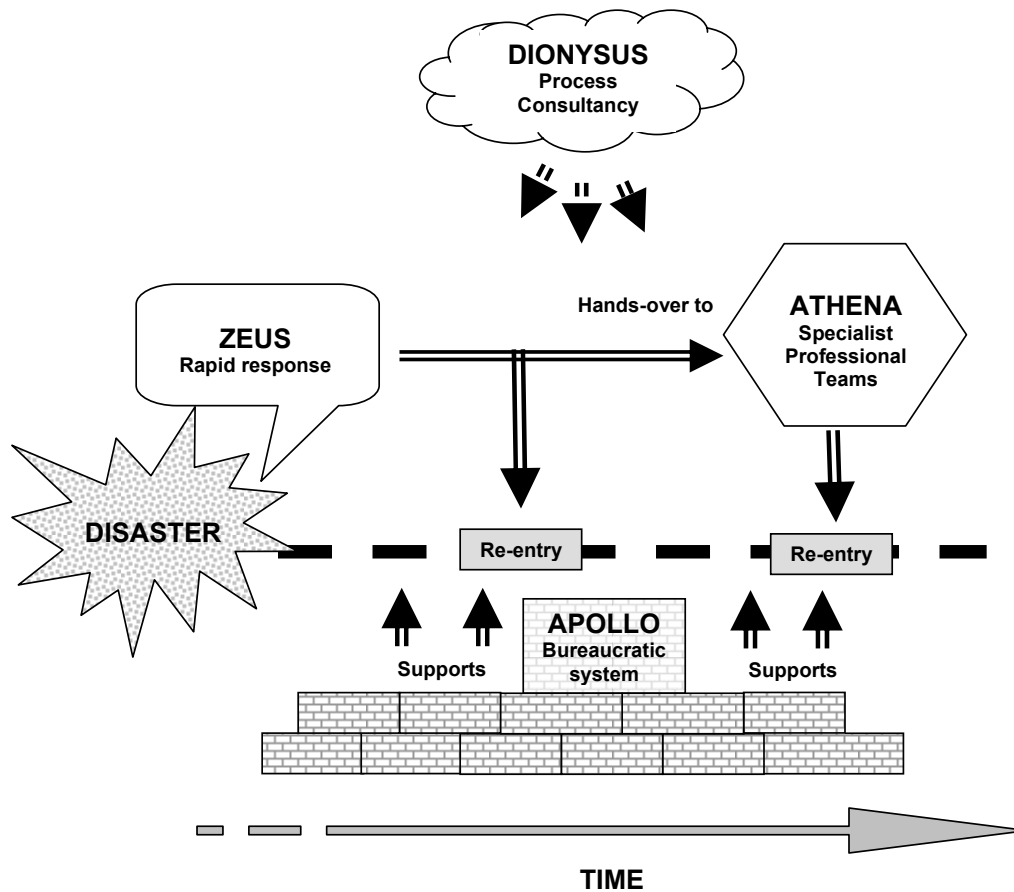 DIONYSUS
Process
Consultancy
Hands-over to
ATHENA
Specialist
Professional
Teams
ZEUS
Rapid response
DISASTER
Re-entry
Re-entry
APOLLO
Bureaucratic
system
Supports
Supports
TIME